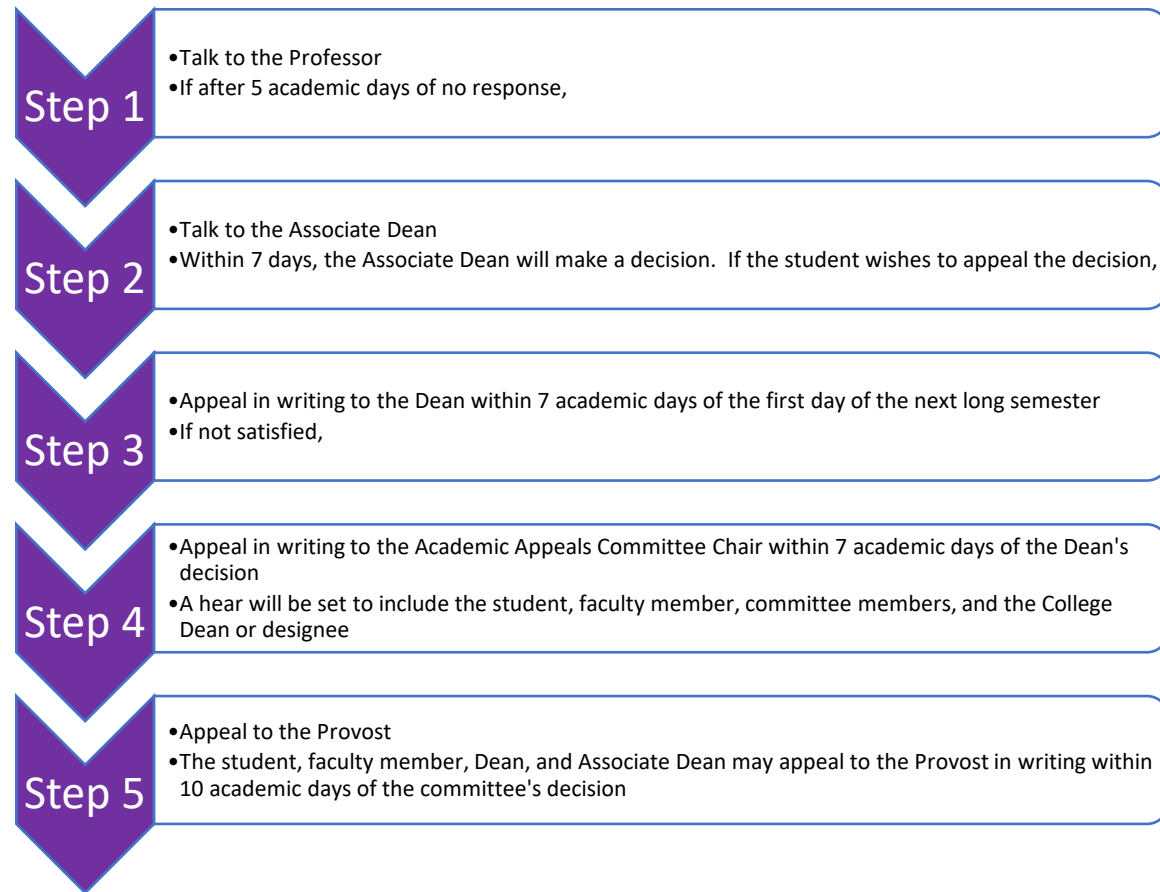 Step 1
•Talk to the Professor
•If after 5 academic days of no response,
Step 2
•Talk to the Associate Dean
•Within 7 days, the Associate Dean will make a decision.  If the student wishes to appeal the decision,
Step 3
•Appeal in writing to the Dean within 7 academic days of the first day of the next long semester
•If not satisfied,
Step 4
•Appeal in writing to the Academic Appeals Committee Chair within 7 academic days of the Dean's
decision
•A hear will be set to include the student, faculty member, committee members, and the College
Dean or designee
Step 5
•Appeal to the Provost
•The student, faculty member, Dean, and Associate Dean may appeal to the Provost in writing within
10 academic days of the committee's decision